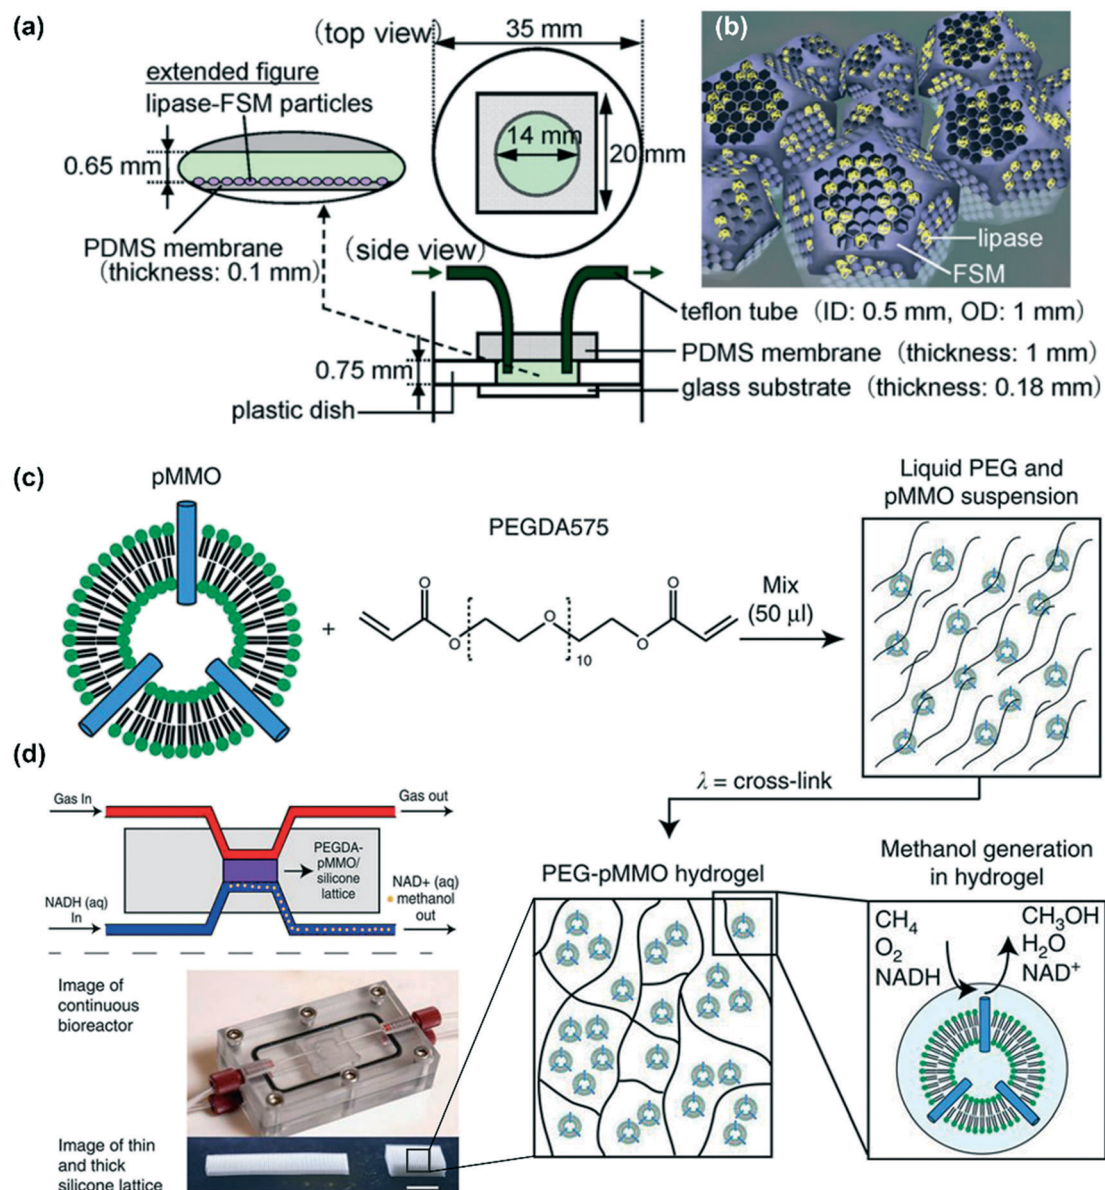 (a)
(top view)
35 mm
extended figure
lipase-FSM particles
0.65 mm
14 mm
20 mm
PDMS membrane
(thickness: 0.1 mm)
(side view)
teflon tube (ID: 0.5 mm, OD: 1 mm)
PDMS membrane (thickness: 1 mm)
0.75 mm
glass substrate (thickness: 0.18 mm)
plastic dish
(b)
lipase
FSM
(c)
pMMO
+
PEGDA575
O
O
O
O
O
10
Mix
(50 µl)
Liquid PEG and
pMMO suspension
λ = cross-link
PEG-pMMO hydrogel
Methanol generation
in hydrogel
CH4
O2
NADH
CH3OH
H2O
NAD+
(d)
Gas In
Gas out
PEGDA-
pMMO/
silicone
lattice
NADH (aq)
In
NAD+ (aq)
methanol
out
Image of
continuous
bioreactor
Image of thin
and thick
silicone lattice